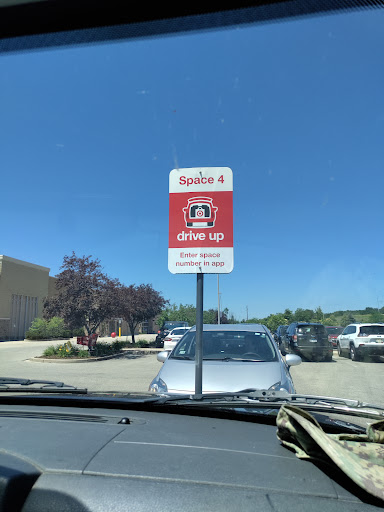 Space 4
drive up
Enter space
number in app